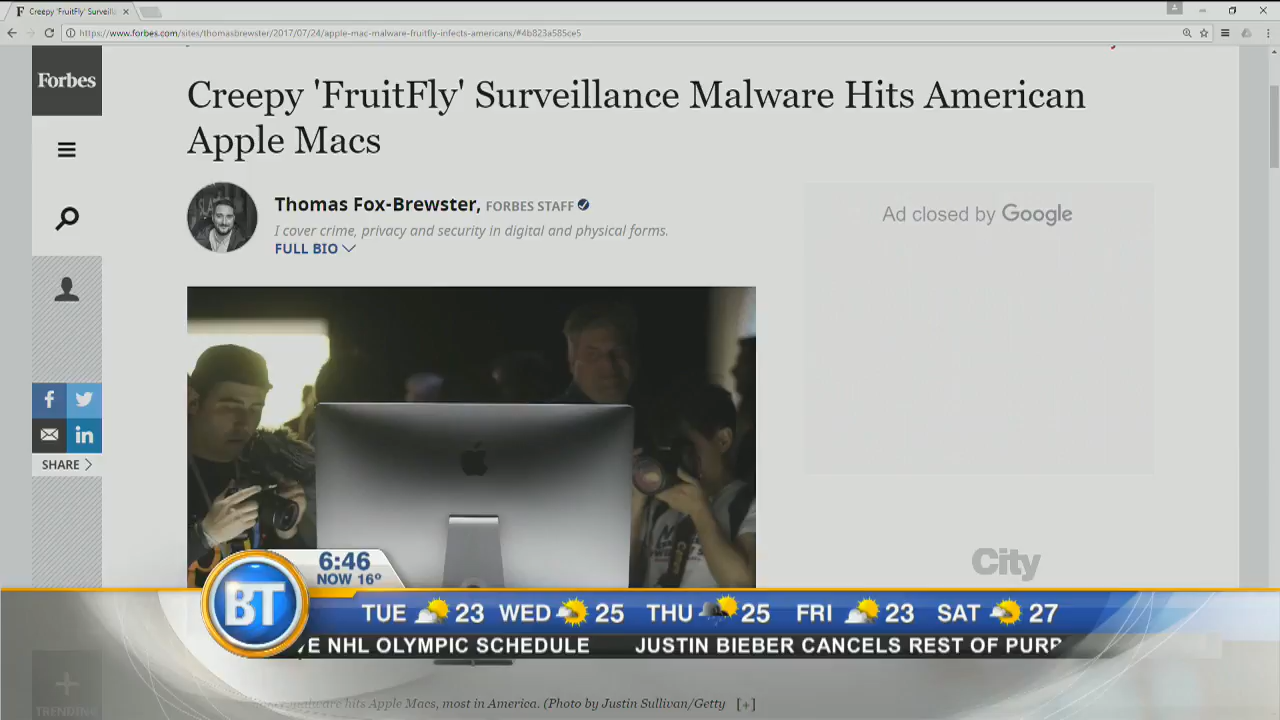 Creepy 'FruitFly' Surveill
https://www.forbes.com/sites/thomasbrewster/2017/07/24/apple-mac-malware-fruitfly-infects-americans/#4b823a585ce5
Forbes
Creepy 'FruitFly' Surveillance Malware Hits American
Apple Macs
Thomas Fox-Brewster, FORBES STAFF
I cover crime, privacy and security in digital and physical forms.
FULL BIO
Ad closed by Google
SHARE
City
6:46
NOW 16º
BT
TUE 23 WED 25 THU 25 FRI 23 SAT 27
E NHL OLYMPIC SCHEDULE JUSTIN BIEBER CANCELS REST OF PURP
hits Apple Macs, most in America. (Photo by Justin Sullivan/Getty [+]
TRENDING